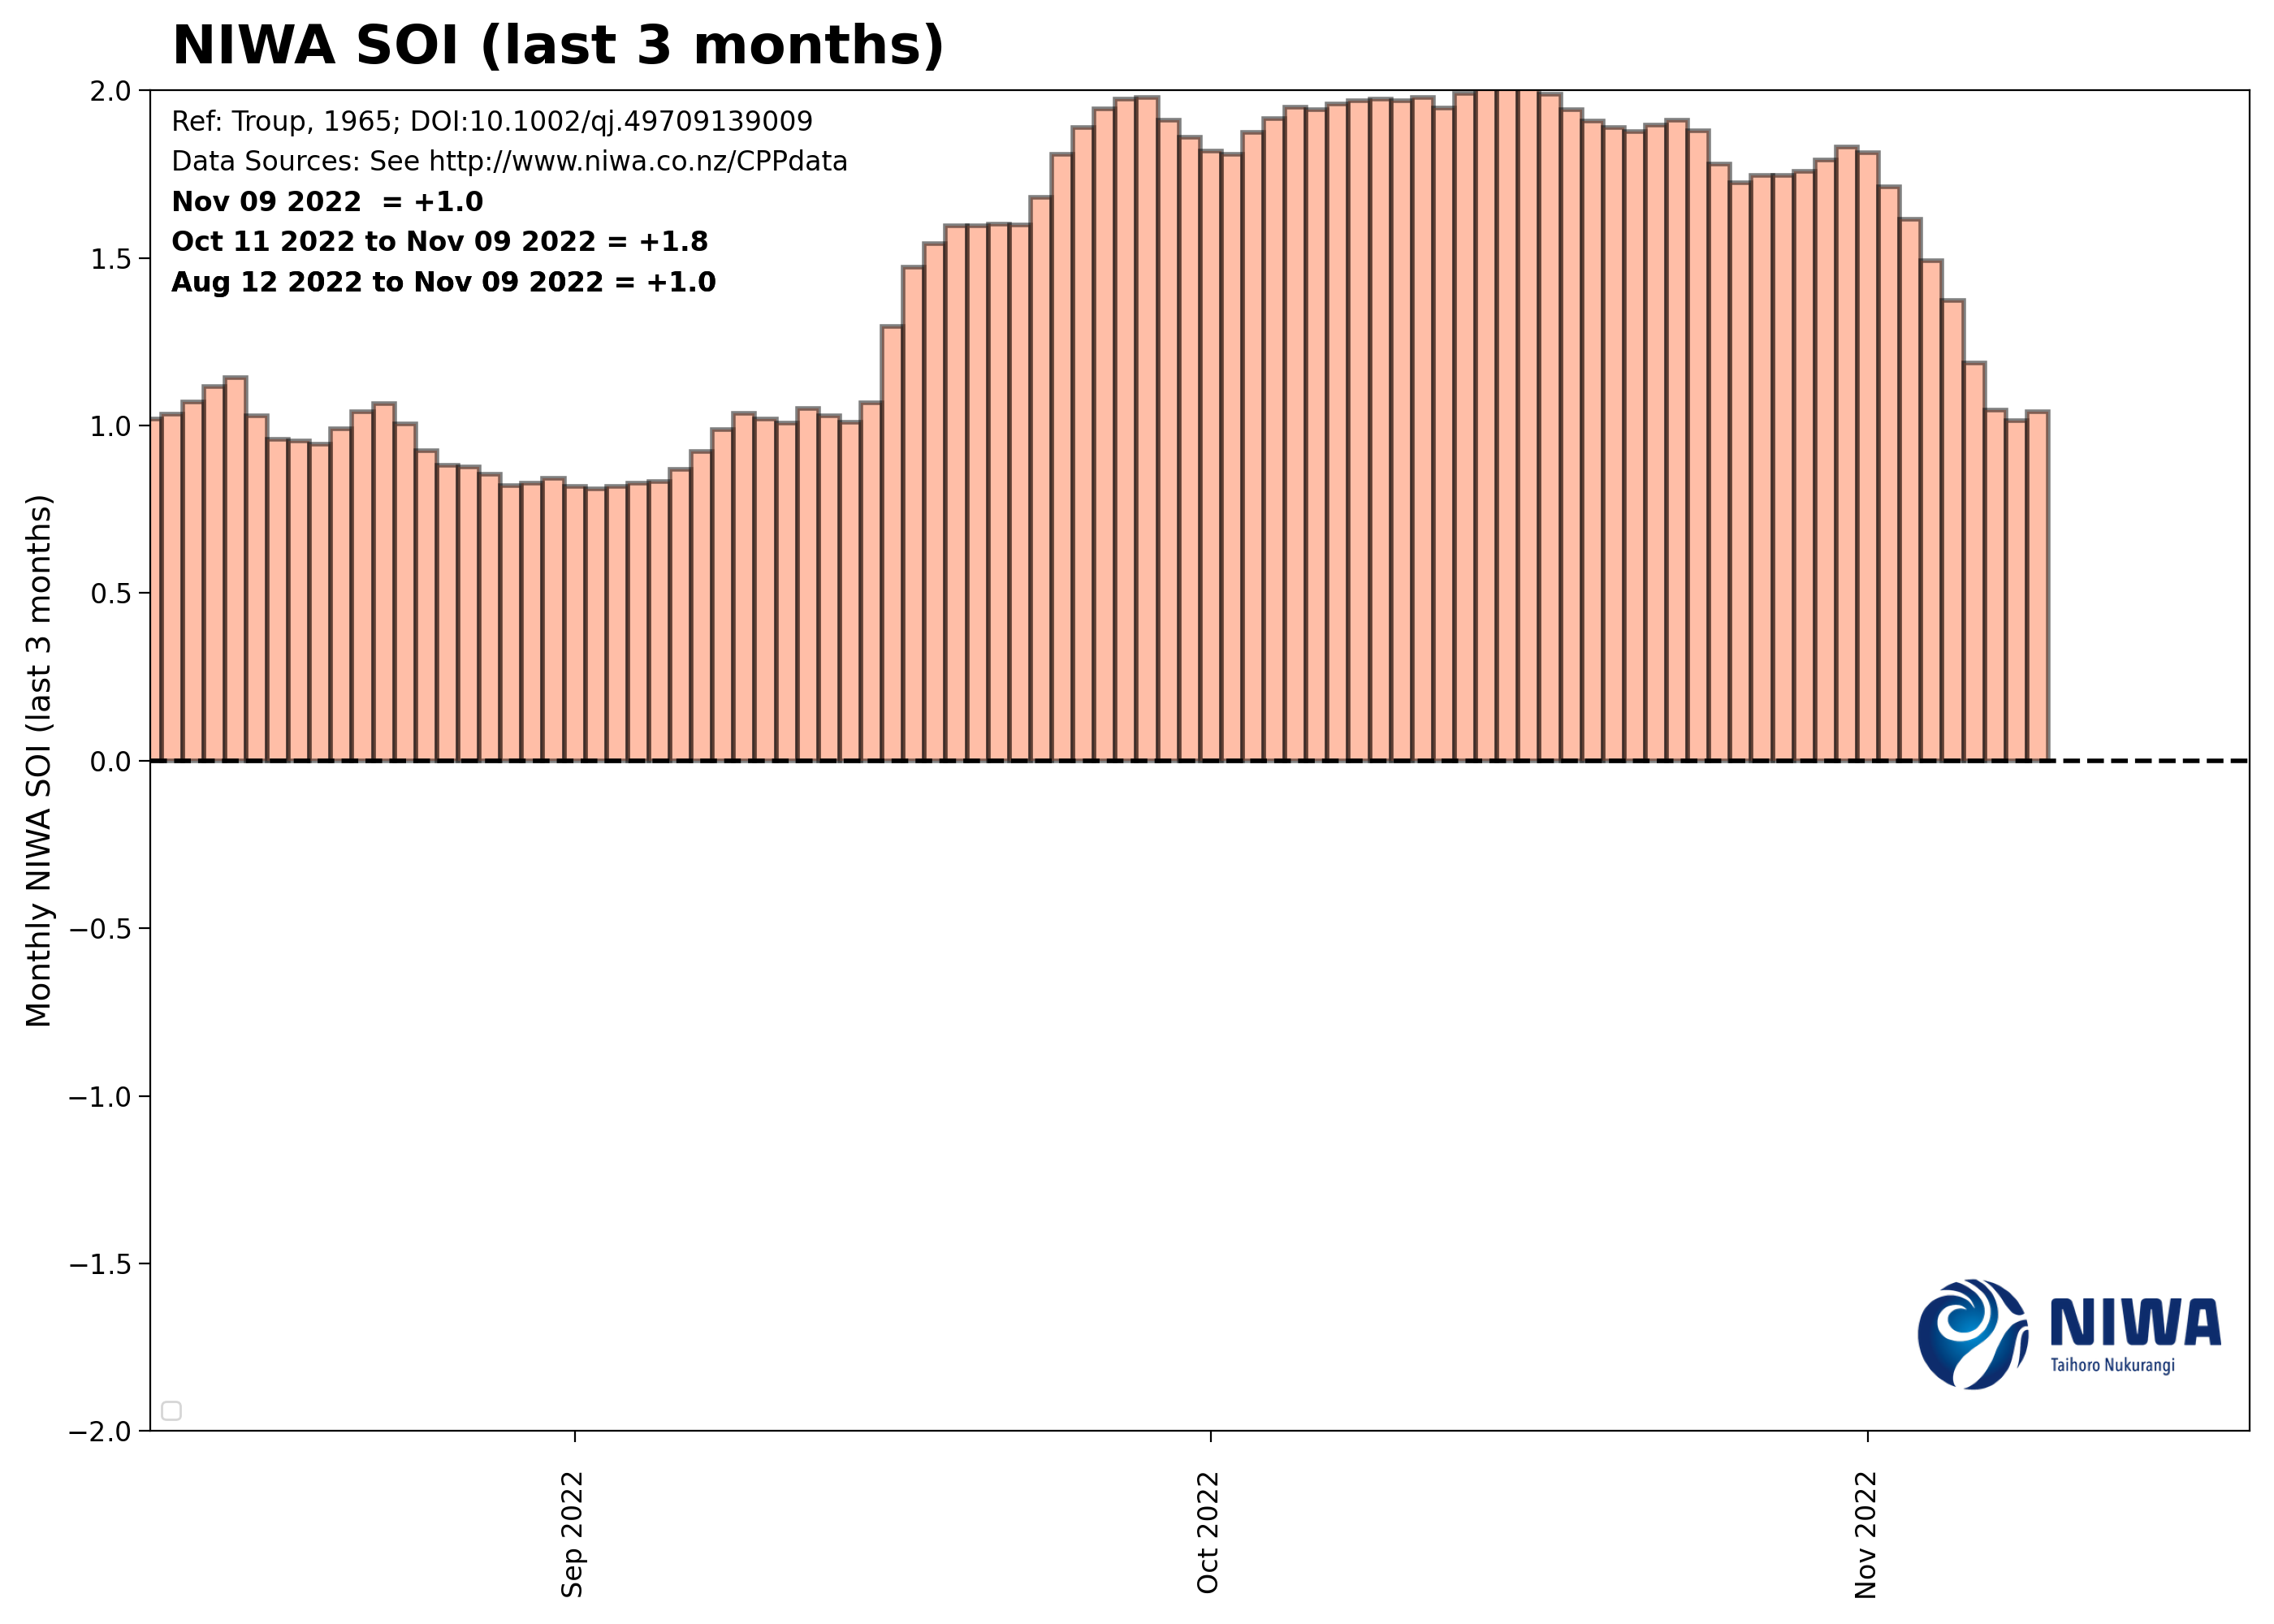 NIWA SOI (last 3 months)
Ref: Troup, 1965; DOI:10.1002/qj.49709139009
Data Sources: See http://www.niwa.co.nz/CPPdata
Nov 09 2022  = +1.0
Oct 11 2022 to Nov 09 2022 = +1.8
Aug 12 2022 to Nov 09 2022 = +1.0
Monthly NIWA SOI (last 3 months)
2.0
1.5
1.0
0.5
0.0
−0.5
−1.0
−1.5
−2.0
NIWA
Taihoro Nukurangi
Sep 2022
Oct 2022
Nov 2022